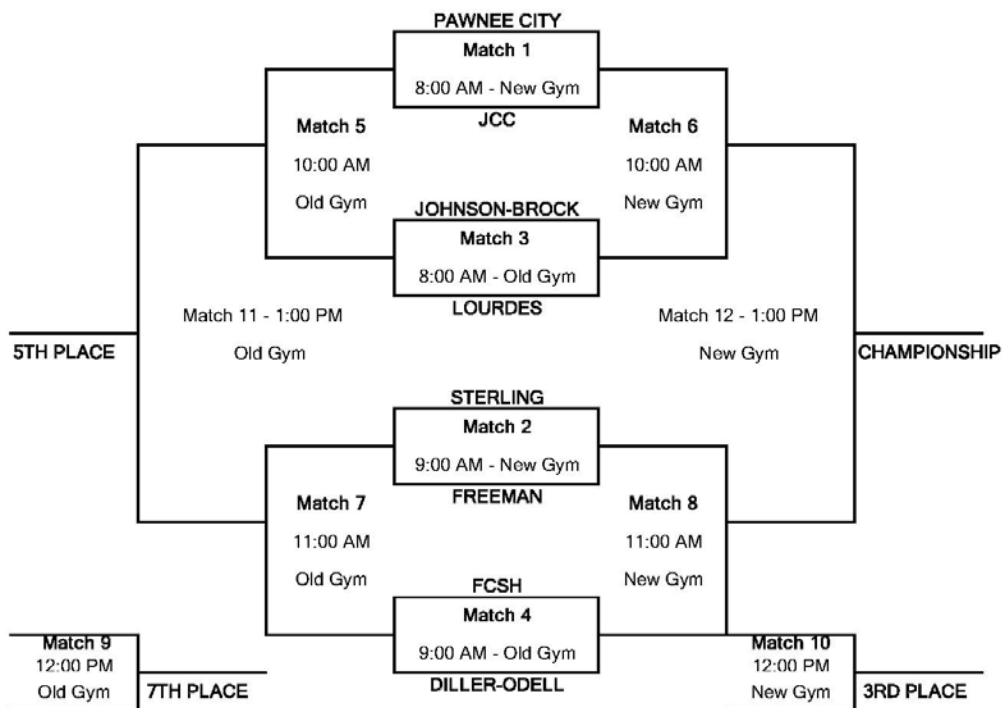 PAWNEE CITY
Match 1
8:00 AM - New Gym
JCC
Match 5
10:00 AM
Old Gym
Match 6
10:00 AM
New Gym
JOHNSON-BROCK
Match 3
8:00 AM - Old Gym
LOURDES
Match 11 - 1:00 PM
Old Gym
Match 12 - 1:00 PM
New Gym
5TH PLACE
CHAMPIONSHIP
STERLING
Match 2
9:00 AM - New Gym
FREEMAN
Match 7
11:00 AM
Old Gym
Match 8
11:00 AM
New Gym
FCSH
Match 4
9:00 AM - Old Gym
DILLER-ODELL
Match 9
12:00 PM
Old Gym
7TH PLACE
Match 10
12:00 PM
New Gym
3RD PLACE